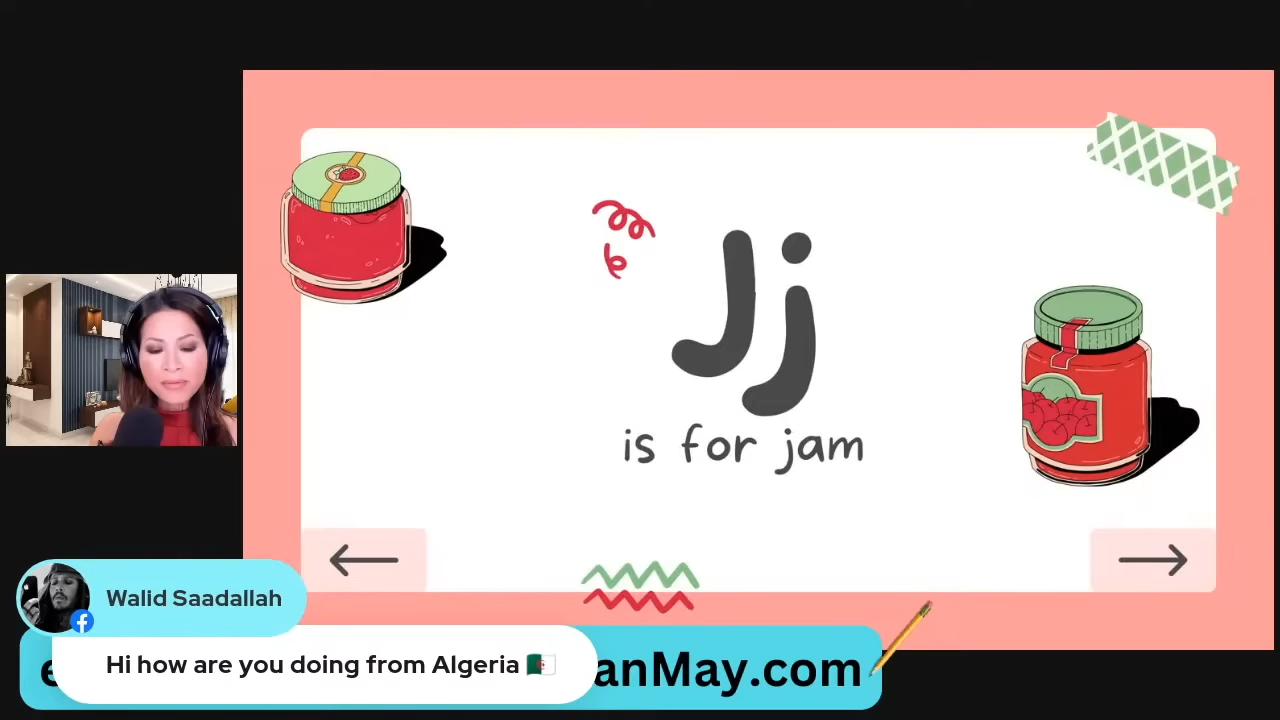 Jj
is for jam
Walid Saadallah
Hi how are you doing from Algeria 🇩🇿
anMay.com